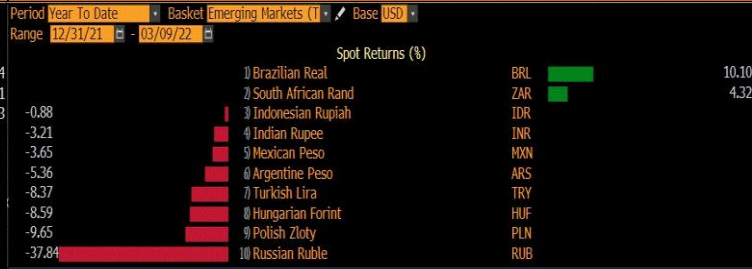 Period Year To Date Basket Emerging Markets (T Base USD
Range 12/31/21 - 03/09/22
Spot Returns (%)
4 1) Brazilian Real BRL 10.10
1 2) South African Rand ZAR 4.32
3 -0.88 3) Indonesian Rupiah IDR
-3.21 4) Indian Rupee INR
-3.65 5) Mexican Peso MXN
-5.36 6) Argentine Peso ARS
-8.37 7) Turkish Lira TRY
-8.59 8) Hungarian Forint HUF
-9.65 9) Polish Zloty PLN
-37.84 10) Russian Ruble RUB